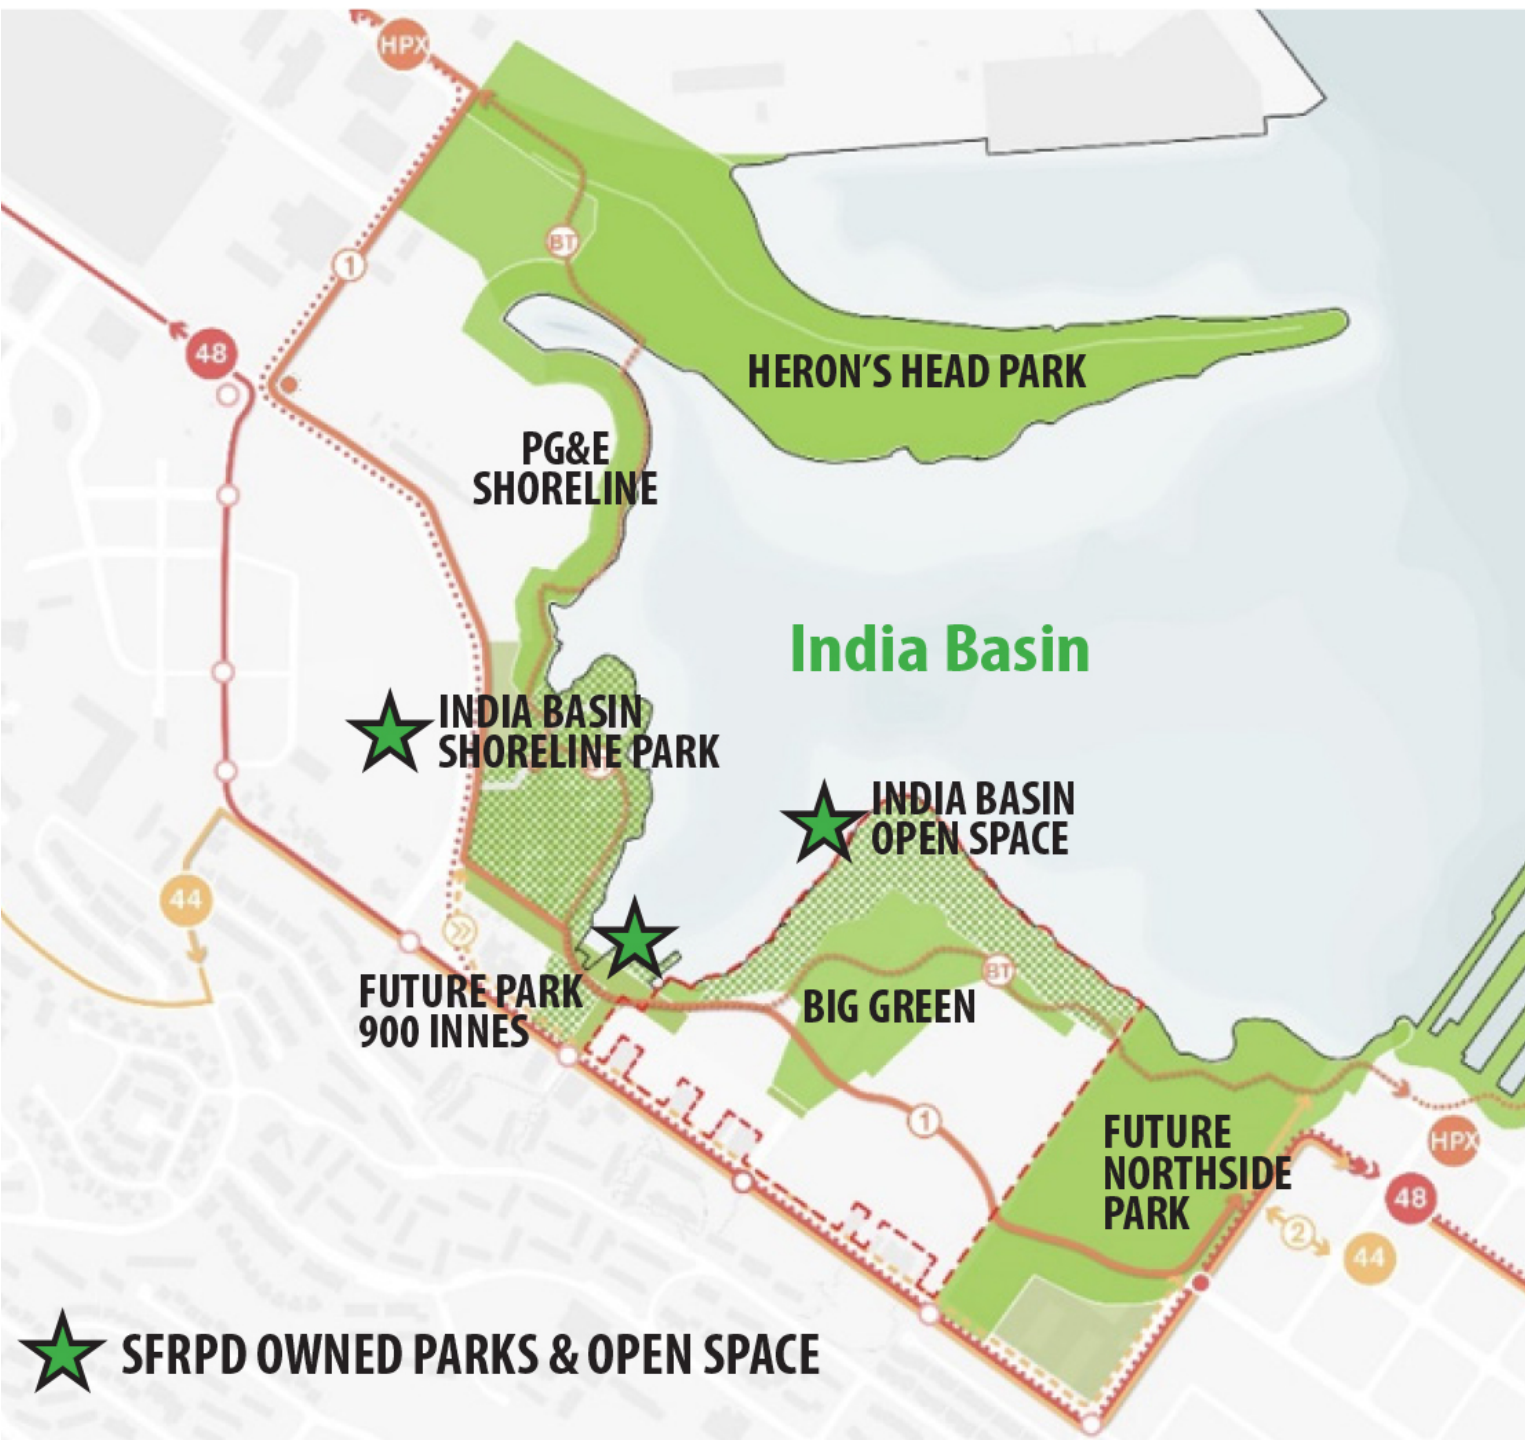 HPX
1
BT
48
HERON'S HEAD PARK
PG&E
SHORELINE
India Basin
INDIA BASIN
SHORELINE PARK
BT
INDIA BASIN
OPEN SPACE
44
FUTURE PARK
900 INNES
BT
BIG GREEN
1
FUTURE
NORTHSIDE
PARK
HPX
48
2
44
SFRPD OWNED PARKS & OPEN SPACE